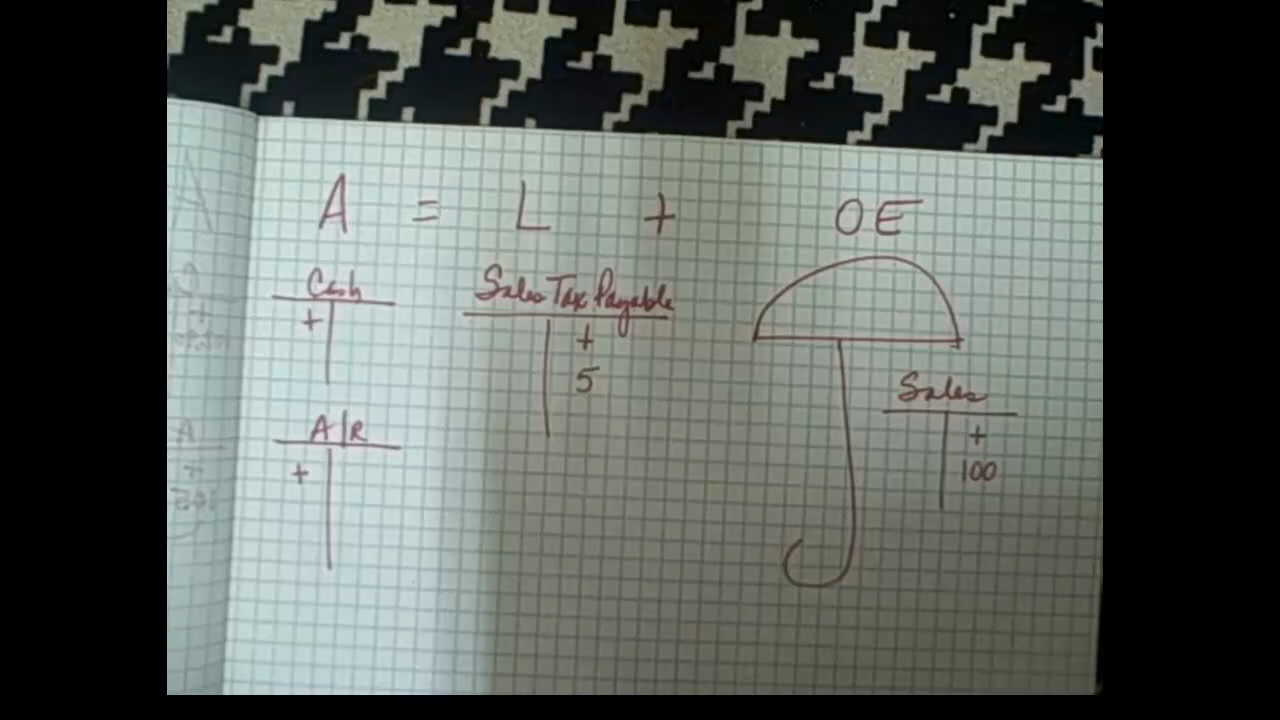 A = L + OE
Cash
+
Sales Tax Payable
+
5
A/R
+
Sales
+
100